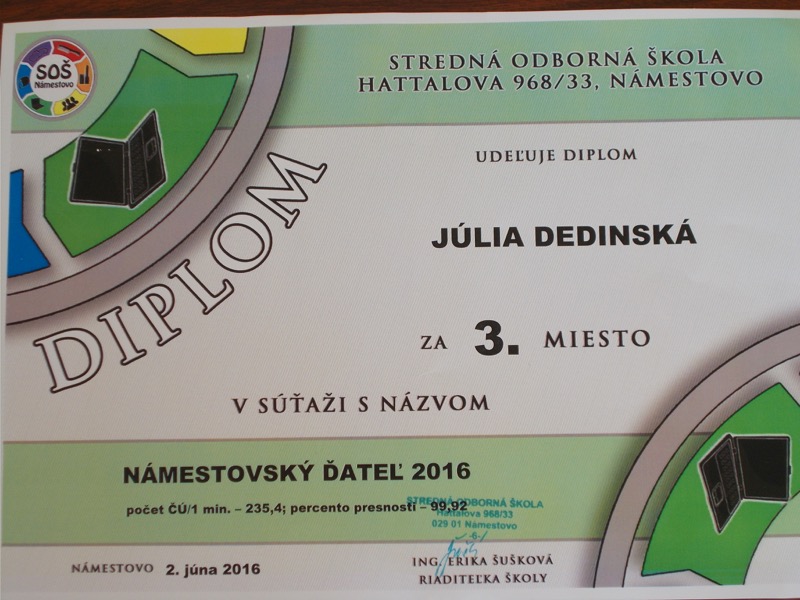 SOŠ
Námestovo
STREDNÁ ODBORNÁ ŠKOLA
HATTALOVA 968/33, NÁMESTOVO
UDEĽUJE DIPLOM
DIPLOM
JÚLIA DEDINSKÁ
ZA 3. MIESTO
V SÚŤAŽI S NÁZVOM
NÁMESTOVSKÝ ĎATEĽ 2016
počet ČÚ/1 min. – 235,4; percento presnosti – 99,92
STREDNÁ ODBORNÁ ŠKOLA
Hattalova 968/33
029 01 Námestovo
-6-
NÁMESTOVO 2. júna 2016
ING. ERIKA ŠUŠKOVÁ
RIADITEĽKA ŠKOLY